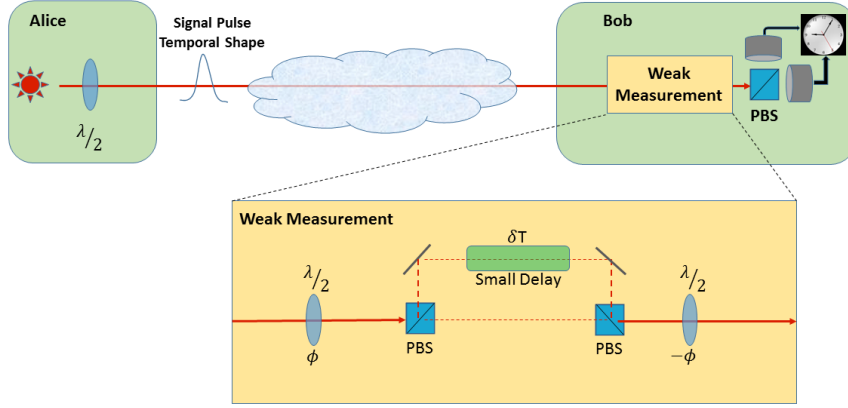 Alice
Signal Pulse
Temporal Shape
λ/2
Bob
Weak
Measurement
PBS
Weak Measurement
δT
Small Delay
λ/2
ϕ
PBS
PBS
λ/2
−ϕ